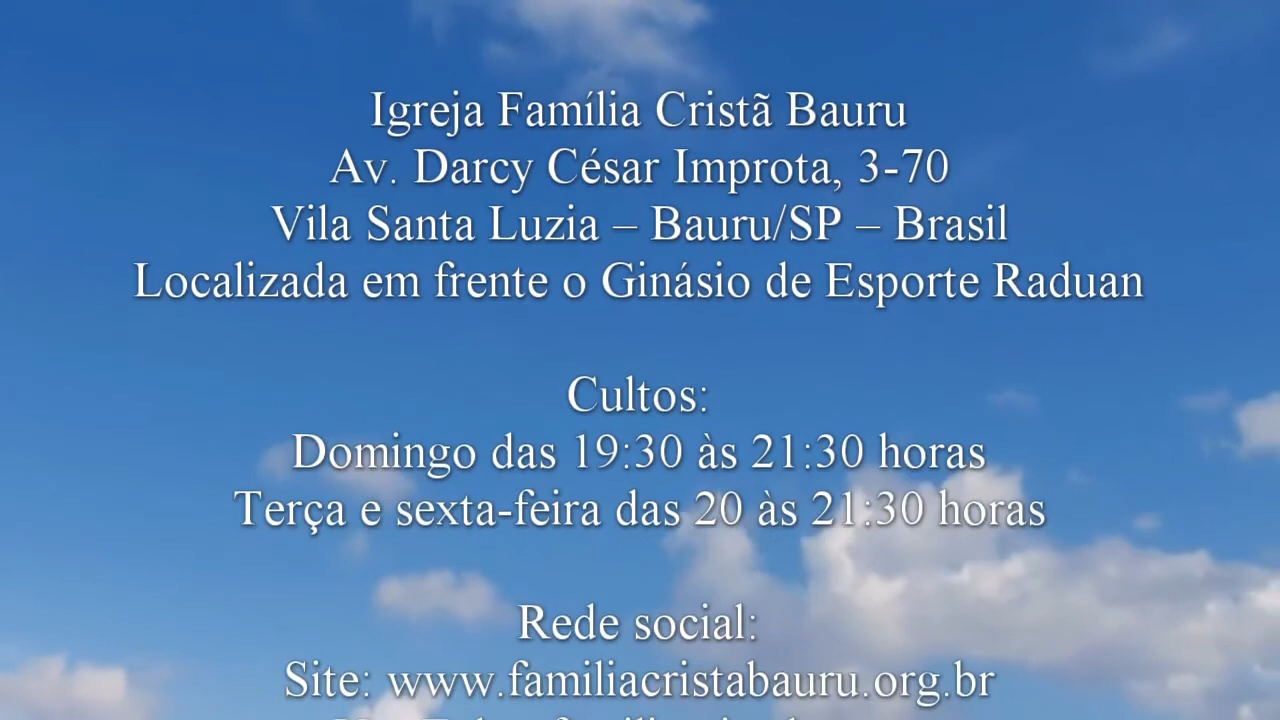 Igreja Família Cristã Bauru
Av. Darcy César Improta, 3-70
Vila Santa Luzia – Bauru/SP – Brasil
Localizada em frente o Ginásio de Esporte Raduan
Cultos:
Domingo das 19:30 às 21:30 horas
Terça e sexta-feira das 20 às 21:30 horas
Rede social:
Site: www.familiacristabauru.org.br